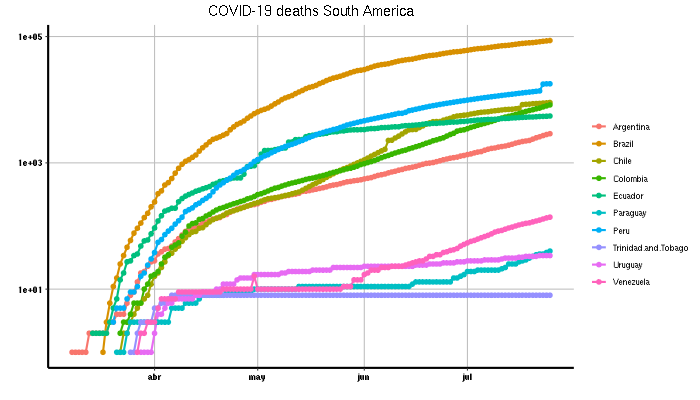 COVID-19 deaths South America
1e+05
1e+03
1e+01
abr
may
jun
jul
Argentina
Brazil
Chile
Colombia
Ecuador
Paraguay
Peru
Trinidad.and.Tobago
Uruguay
Venezuela